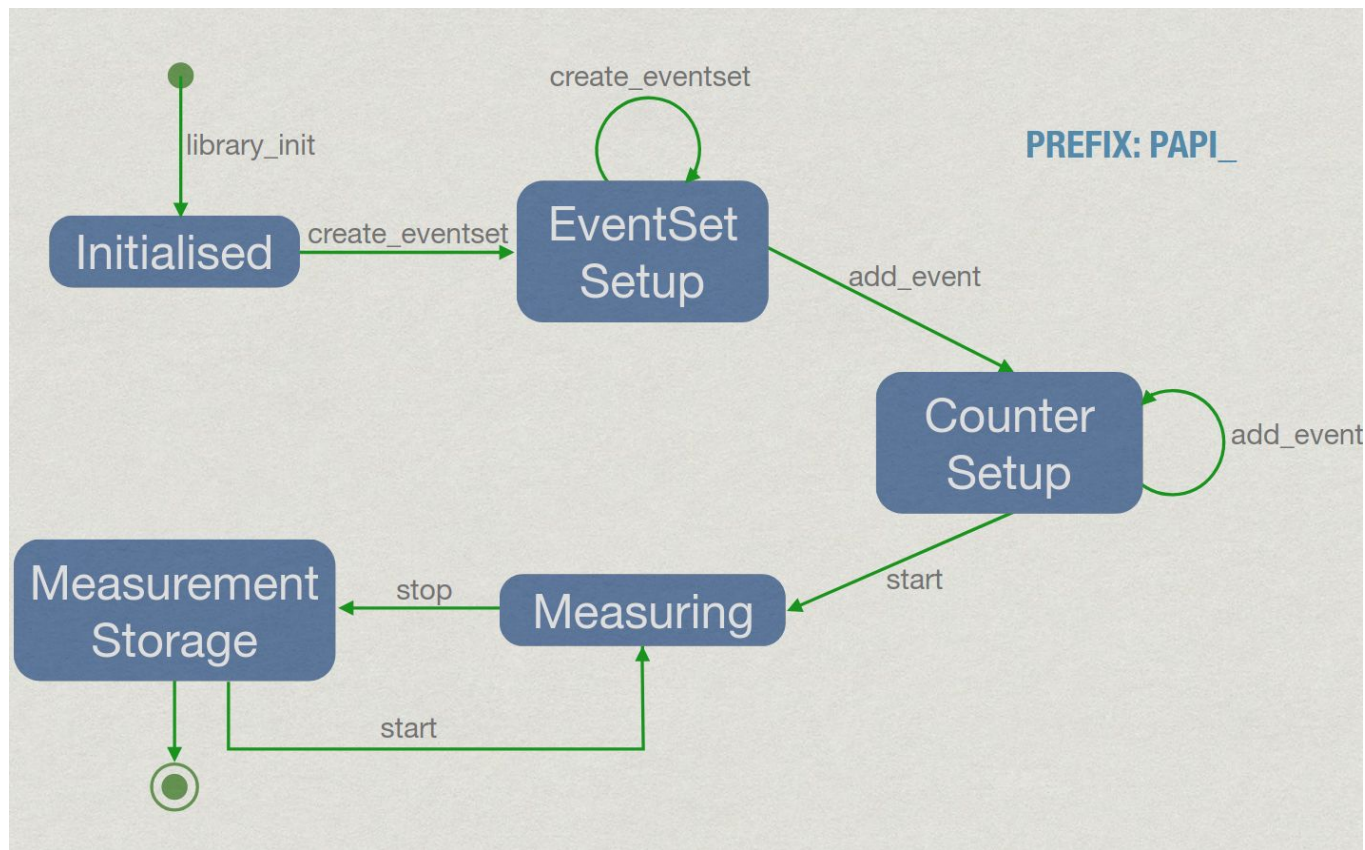 create_eventset
library_init
PREFIX: PAPI_
Initialised
create_eventset
EventSet
Setup
add_event
Counter
Setup
add_event
start
Measurement
Storage
stop
Measuring
start